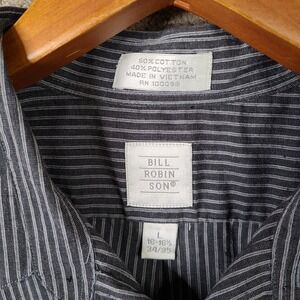 60% COTTON
40% POLYESTER
MADE IN VIETNAM
RN 100098
BILL
ROBIN
SON®
L
16-16½
34/35